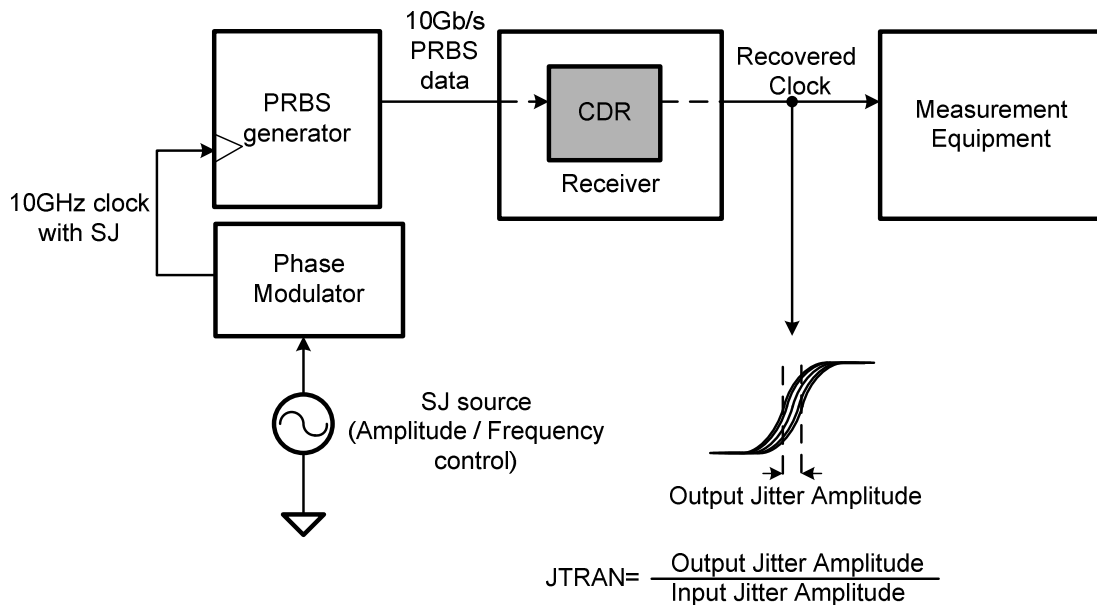 10Gb/s
PRBS
data
PRBS
generator
CDR
Receiver
Recovered
Clock
Measurement
Equipment
10GHz clock
with SJ
Phase
Modulator
SJ source
(Amplitude / Frequency
control)
Output Jitter Amplitude
JTRAN=
Output Jitter Amplitude
Input Jitter Amplitude